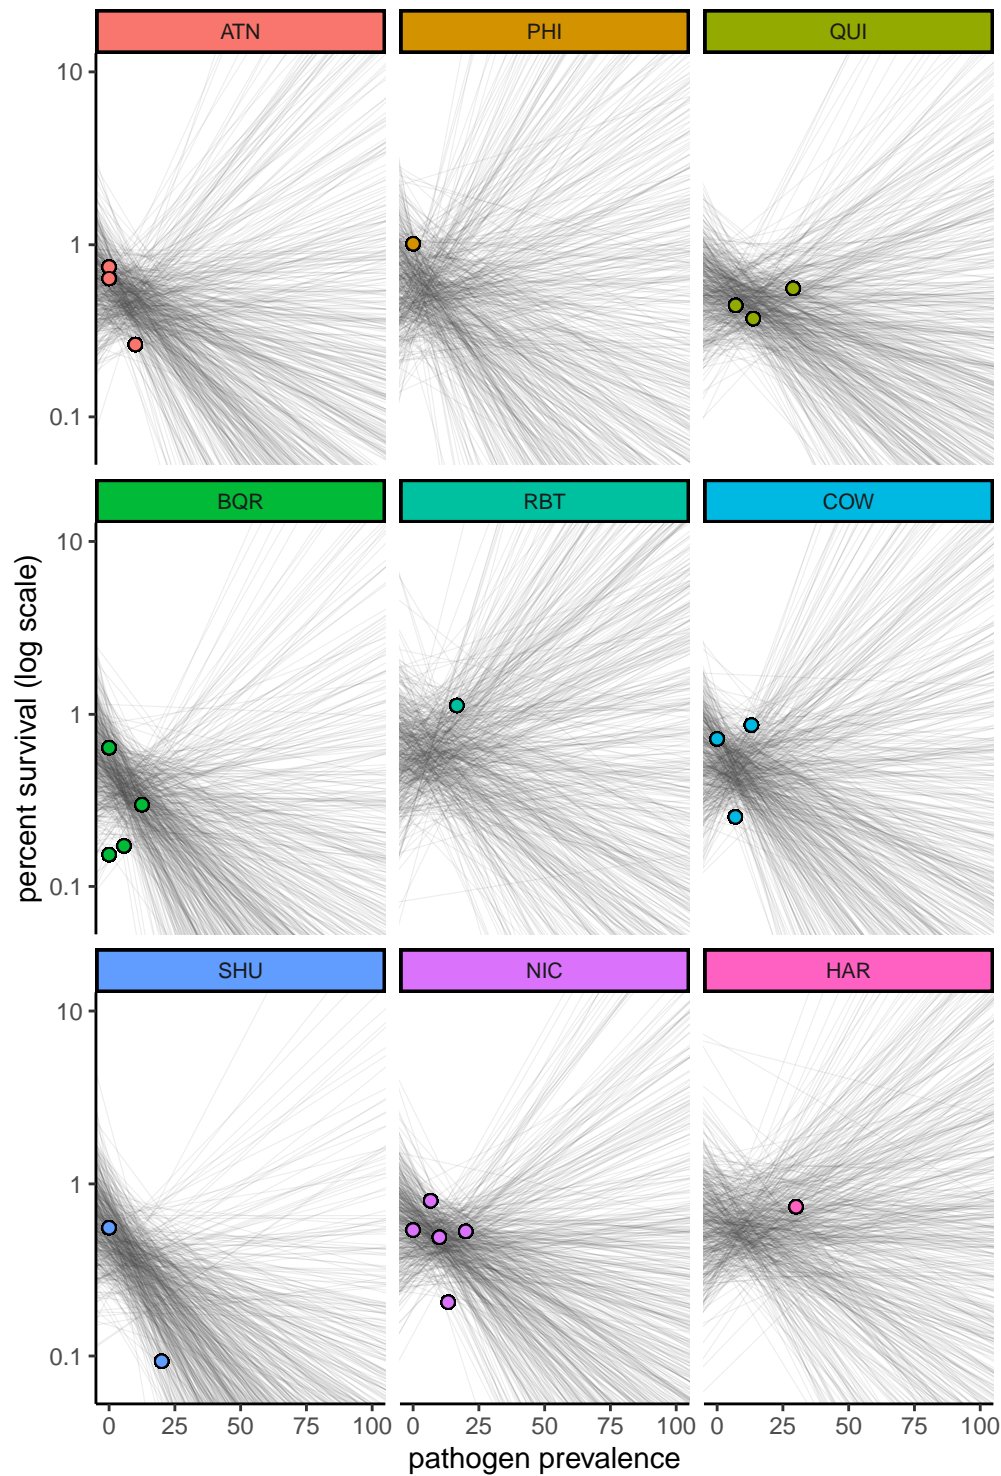 ATN PHI QUI
10
1
0.1
BQR RBT COW
10
1
0.1
percent survival (log scale)
SHU NIC HAR
10
1
0.1
0 25 50 75 100 0 25 50 75 100 0 25 50 75 100
pathogen prevalence